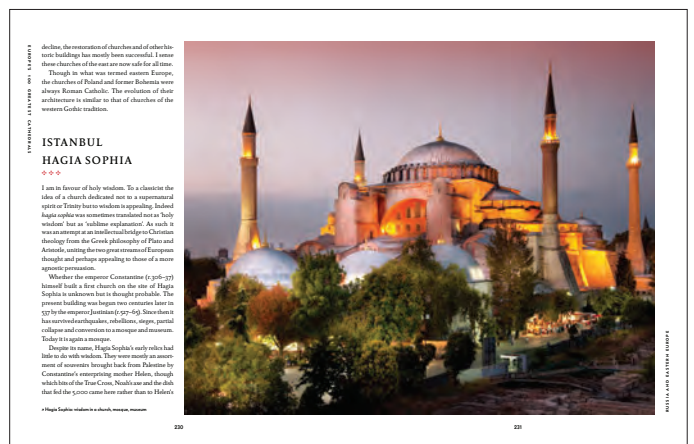 EUROPE'S 100 GREATEST CATHEDRALS
decline, the restoration of churches and of other his-
toric buildings has mostly been successful. I sense
these churches of the east are now safe for all time.
Though in what was termed eastern Europe,
the churches of Poland and former Bohemia were
always Roman Catholic. The evolution of their
architecture is similar to that of churches of the
western Gothic tradition.
ISTANBUL
HAGIA SOPHIA
I am in favour of holy wisdom. To a classicist the
idea of a church dedicated not to a supernatural
spirit or Trinity but to wisdom is appealing. Indeed
hagia sophia was sometimes translated not as 'holy
wisdom' but as 'sublime explanation'. As such it
was an attempt at an intellectual bridge to Christian
theology from the Greek philosophy of Plato and
Aristotle, uniting the two great streams of European
thought and perhaps appealing to those of a more
agnostic persuasion.
Whether the emperor Constantine (r.306–37)
himself built a first church on the site of Hagia
Sophia is unknown but is thought probable. The
present building was begun two centuries later in
537 by the emperor Justinian (r.527–65). Since then it
has survived earthquakes, rebellions, sieges, partial
collapse and conversion to a mosque and museum.
Today it is again a mosque.
Despite its name, Hagia Sophia's early relics had
little to do with wisdom. They were mostly an assort-
ment of souvenirs brought back from Palestine by
Constantine's enterprising mother Helen, though
which bits of the True Cross, Noah's axe and the dish
that fed the 5,000 came here rather than to Helen's
Hagia Sophia: wisdom in a church, mosque, museum
230
231
RUSSIA AND EASTERN EUROPE